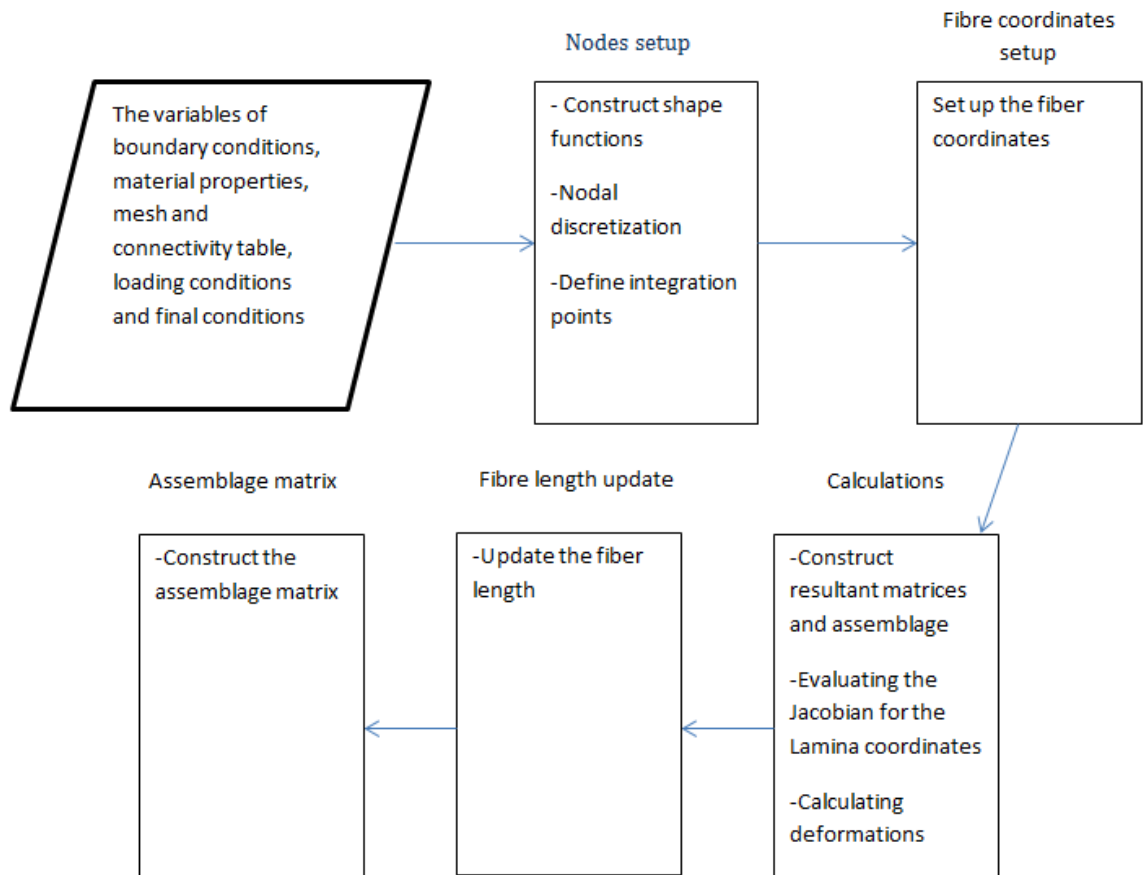 The variables of
boundary conditions,
material properties,
mesh and
connectivity table,
loading conditions
and final conditions
Nodes setup
- Construct shape
functions
-Nodal
discretization
-Define integration
points
Fibre coordinates
setup
Set up the fiber
coordinates
Calculations
-Construct
resultant matrices
and assemblage
-Evaluating the
Jacobian for the
Lamina coordinates
-Calculating
deformations
Fibre length update
-Update the fiber
length
Assemblage matrix
-Construct the
assemblage matrix